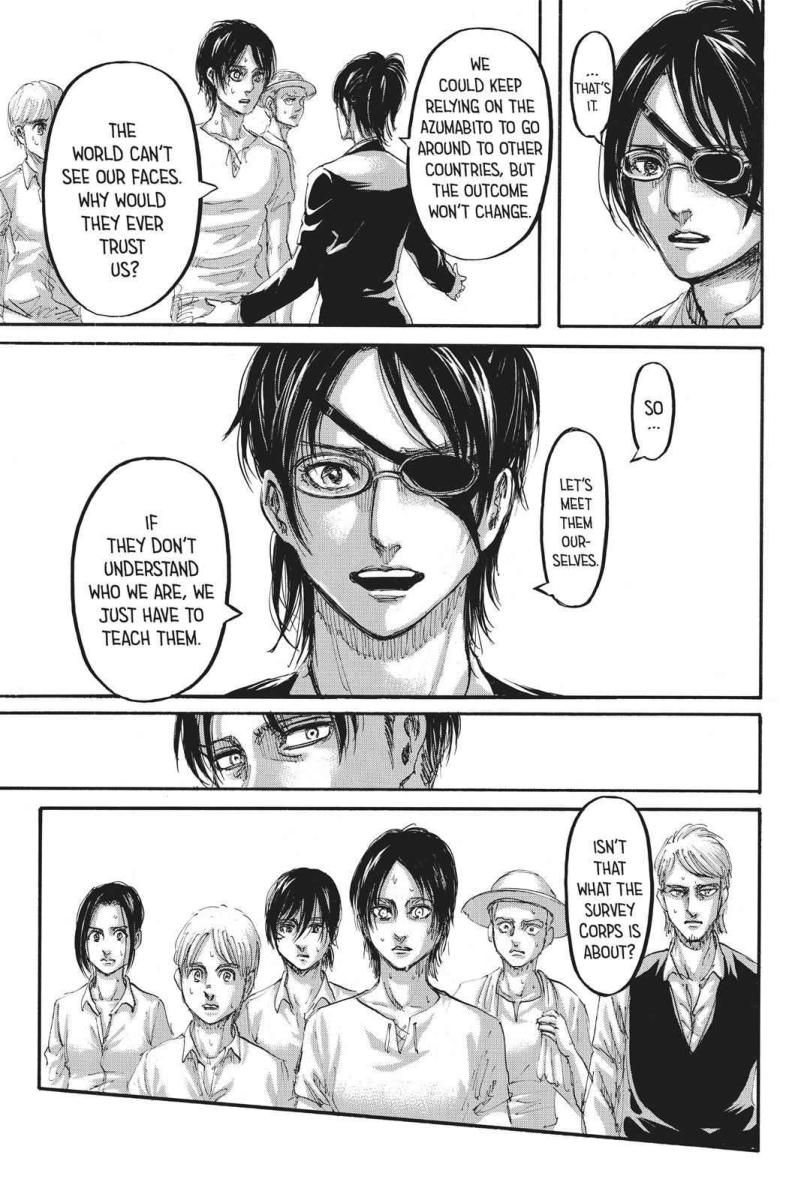 ...
THAT'S
IT.
WE
COULD KEEP
RELYING ON THE
AZUMABITO TO GO
AROUND TO OTHER
COUNTRIES, BUT
THE OUTCOME
WON'T CHANGE.
THE
WORLD CAN'T
SEE OUR FACES.
WHY WOULD
THEY EVER
TRUST
US?
SO
...
LET'S
MEET
THEM
OUR-
SELVES.
IF
THEY DON'T
UNDERSTAND
WHO WE ARE, WE
JUST HAVE TO
TEACH THEM.
ISN'T
THAT
WHAT THE
SURVEY
CORPS IS
ABOUT?